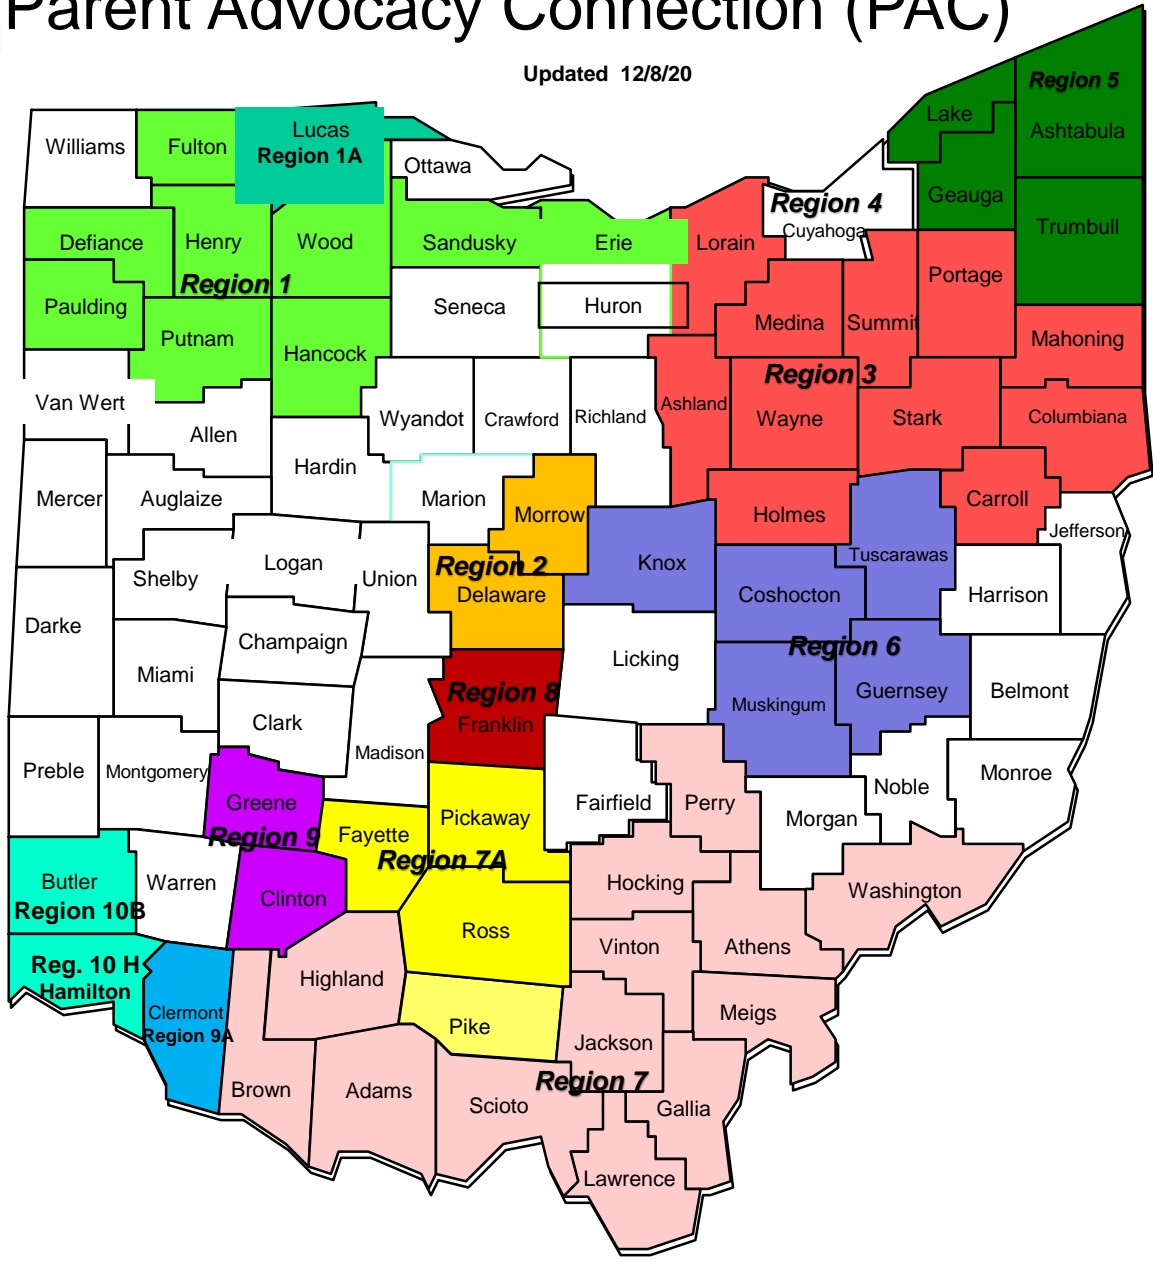 Parent Advocacy Connection (PAC)
Updated 12/8/20
Region 5
Lake
Ashtabula
Williams
Fulton
Lucas
Region 1A
Ottawa
Geauga
Region 4
Cuyahoga
Trumbull
Defiance
Henry
Wood
Sandusky
Erie
Lorain
Portage
Region 1
Paulding
Seneca
Huron
Medina
Summit
Putnam
Hancock
Mahoning
Region 3
Van Wert
Allen
Wyandot
Crawford
Richland
Ashland
Wayne
Stark
Columbiana
Hardin
Mercer
Auglaize
Marion
Morrow
Holmes
Carroll
Jefferson
Tuscarawas
Shelby
Logan
Union
Region 2
Delaware
Knox
Coshocton
Harrison
Darke
Champaign
Region 6
Miami
Licking
Guernsey
Belmont
Region 8
Franklin
Muskingum
Clark
Madison
Preble
Montgomery
Monroe
Noble
Greene
Fairfield
Perry
Morgan
Pickaway
Fayette
Region 9
Region 7A
Butler
Region 10B
Warren
Clinton
Hocking
Washington
Ross
Vinton
Athens
Reg. 10 H
Hamilton
Highland
Clermont
Region 9A
Pike
Meigs
Jackson
Region 7
Brown
Adams
Scioto
Gallia
Lawrence